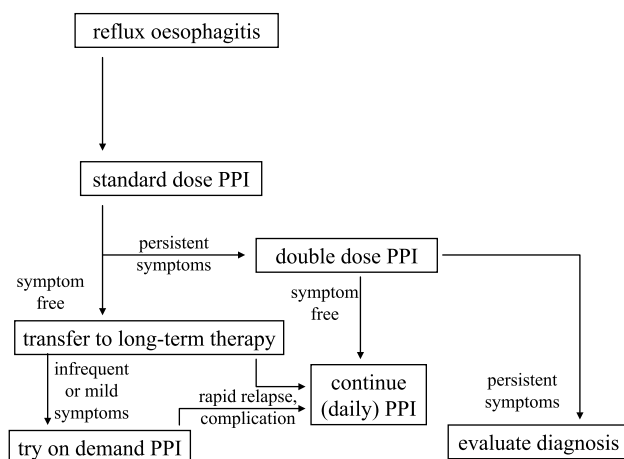 reflux oesophagitis
standard dose PPI
persistent
symptoms
double dose PPI
symptom
free
symptom
free
transfer to long-term therapy
infrequent
or mild
symptoms
rapid relapse,
complication
continue
(daily) PPI
persistent
symptoms
try on demand PPI
evaluate diagnosis